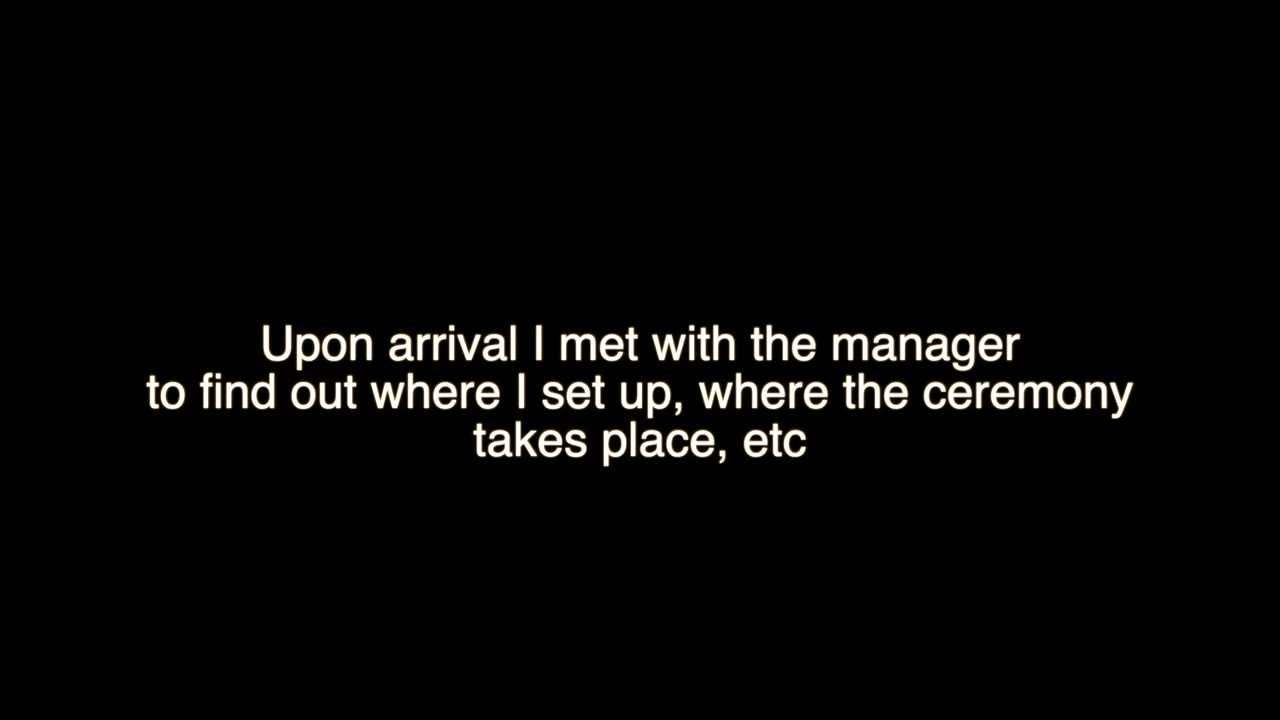 Upon arrival I met with the manager
to find out where I set up, where the ceremony
takes place, etc